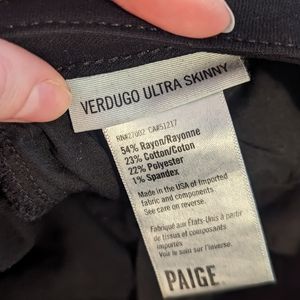 VERDUGO ULTRA SKINNY
RN#27002 CA#51217
54% Rayon/Rayonne
23% Cotton/Coton
22% Polyester
1% Spandex
Made in the USA of Imported
fabric and components.
See care on reverse.
Fabriqué aux États-Unis à partir
de tissus et composants
importés
Voir soin sur l'inverse.
PAIGE